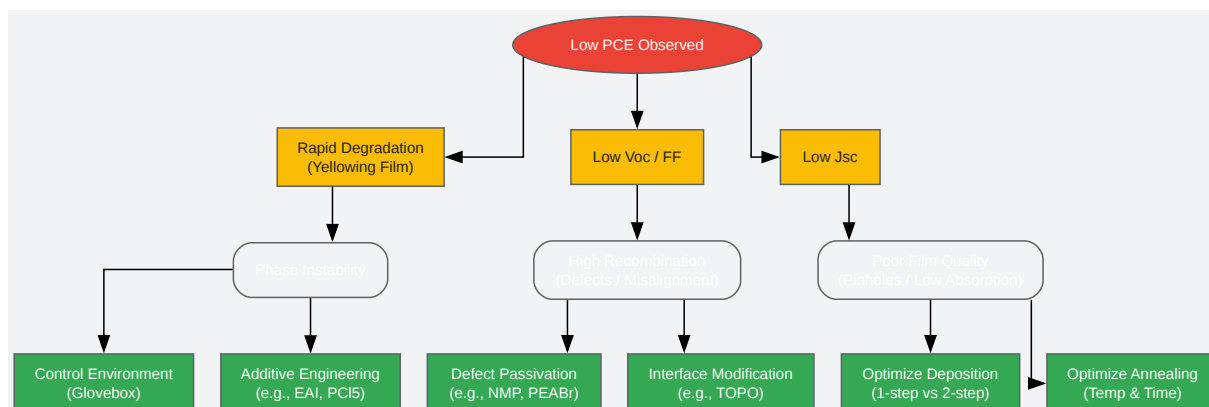 Low PCE Observed
Rapid Degradation
(Yellowing Film)
Low Voc / FF
Low Jsc
Phase Instability
High Recombination
(Defects / Misalignment)
Poor Film Quality
(Pinholes / Low Absorption)
Control Environment
(Glovebox)
Additive Engineering
(e.g., EAI, PCl5)
Defect Passivation
(e.g., NMP, PEABr)
Interface Modification
(e.g., TOPO)
Optimize Deposition
(1-step vs 2-step)
Optimize Annealing
(Temp & Time)